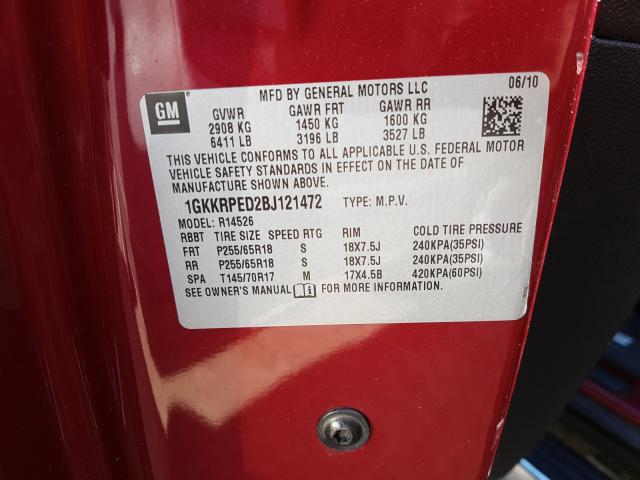 MFD BY GENERAL MOTORS LLC 06/10
GM
GVWR GAWR FRT GAWR RR
2908 KG 1450 KG 1600 KG
6411 LB 3196 LB 3527 LB
THIS VEHICLE CONFORMS TO ALL APPLICABLE U.S. FEDERAL MOTOR
VEHICLE SAFETY STANDARDS IN EFFECT ON THE DATE OF
MANUFACTURE SHOWN ABOVE.
1GKKRPED2BJ121472 TYPE: M.P.V.
MODEL: R14526
RBBT TIRE SIZE SPEED RTG RIM COLD TIRE PRESSURE
FRT P255/65R18 S 18X7.5J 240KPA(35PSI)
RR P255/65R18 S 18X7.5J 240KPA(35PSI)
SPA T145/70R17 M 17X4.5B 420KPA(60PSI)
SEE OWNER'S MANUAL FOR MORE INFORMATION.